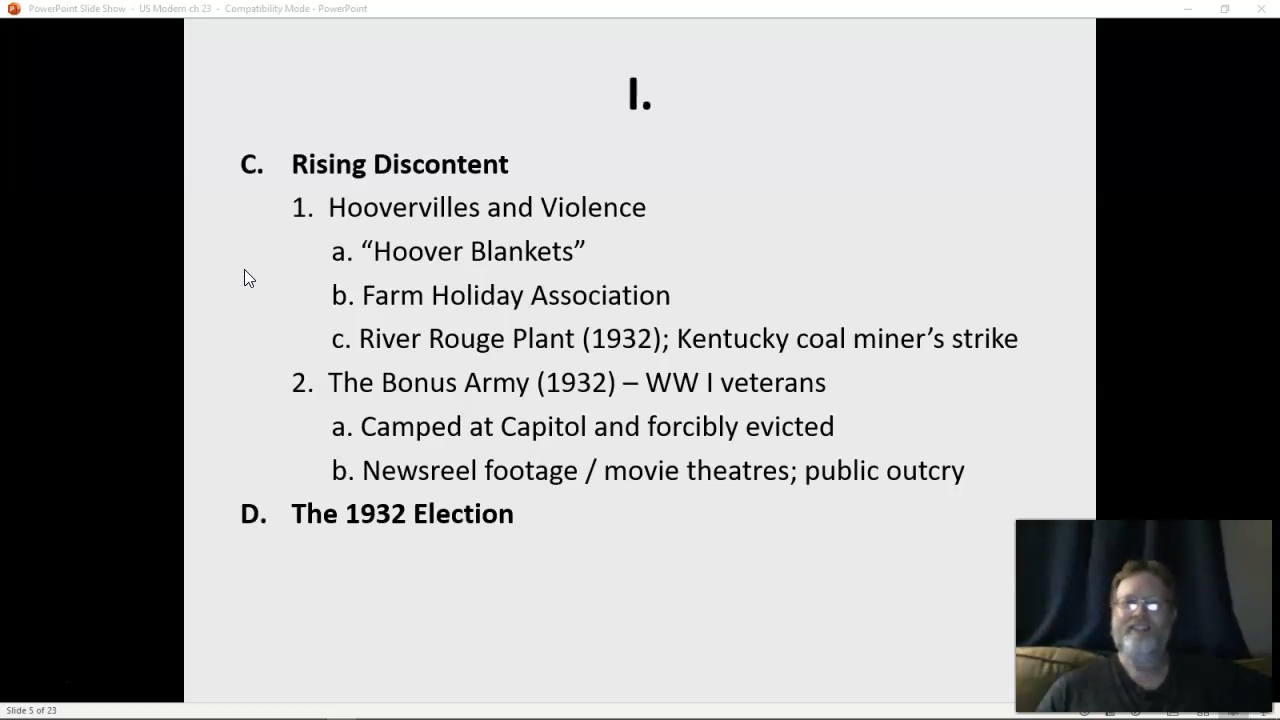 PowerPoint Slide Show - US Modern ch 23 - Compatibility Mode - PowerPoint
I.
C. Rising Discontent
1. Hoovervilles and Violence
a. “Hoover Blankets”
b. Farm Holiday Association
c. River Rouge Plant (1932); Kentucky coal miner’s strike
2. The Bonus Army (1932) – WW I veterans
a. Camped at Capitol and forcibly evicted
b. Newsreel footage / movie theatres; public outcry
D. The 1932 Election
Slide 5 of 23